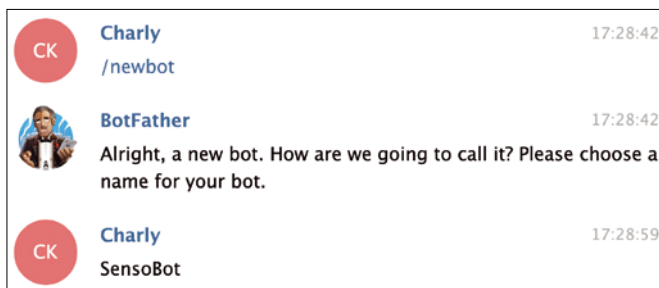 CK
Charly
17:28:42
/newbot
BotFather
17:28:42
Alright, a new bot. How are we going to call it? Please choose a
name for your bot.
CK
Charly
17:28:59
SensoBot